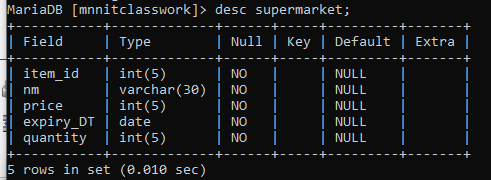 MariaDB [mnnitclasswork]> desc supermarket;
+-----------+-------------+------+-----+---------+-------+
| Field     | Type        | Null | Key | Default | Extra |
+-----------+-------------+------+-----+---------+-------+
| item_id   | int(5)      | NO   |     | NULL    |       |
| nm        | varchar(30) | NO   |     | NULL    |       |
| price     | int(5)      | NO   |     | NULL    |       |
| expiry_DT | date        | NO   |     | NULL    |       |
| quantity  | int(5)      | NO   |     | NULL    |       |
+-----------+-------------+------+-----+---------+-------+
5 rows in set (0.010 sec)